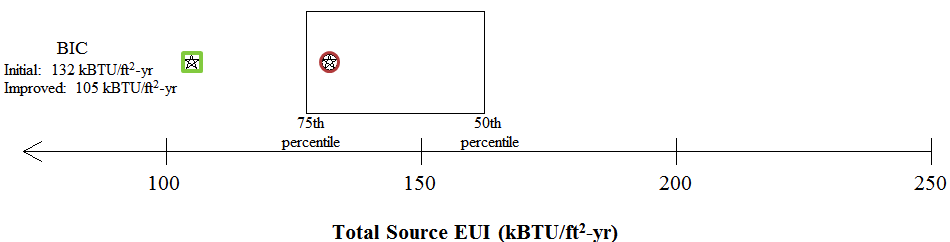 BIC
Initial:  132 kBTU/ft²-yr
Improved:  105 kBTU/ft²-yr
75th
percentile
50th
percentile
100
150
200
250
Total Source EUI (kBTU/ft²-yr)